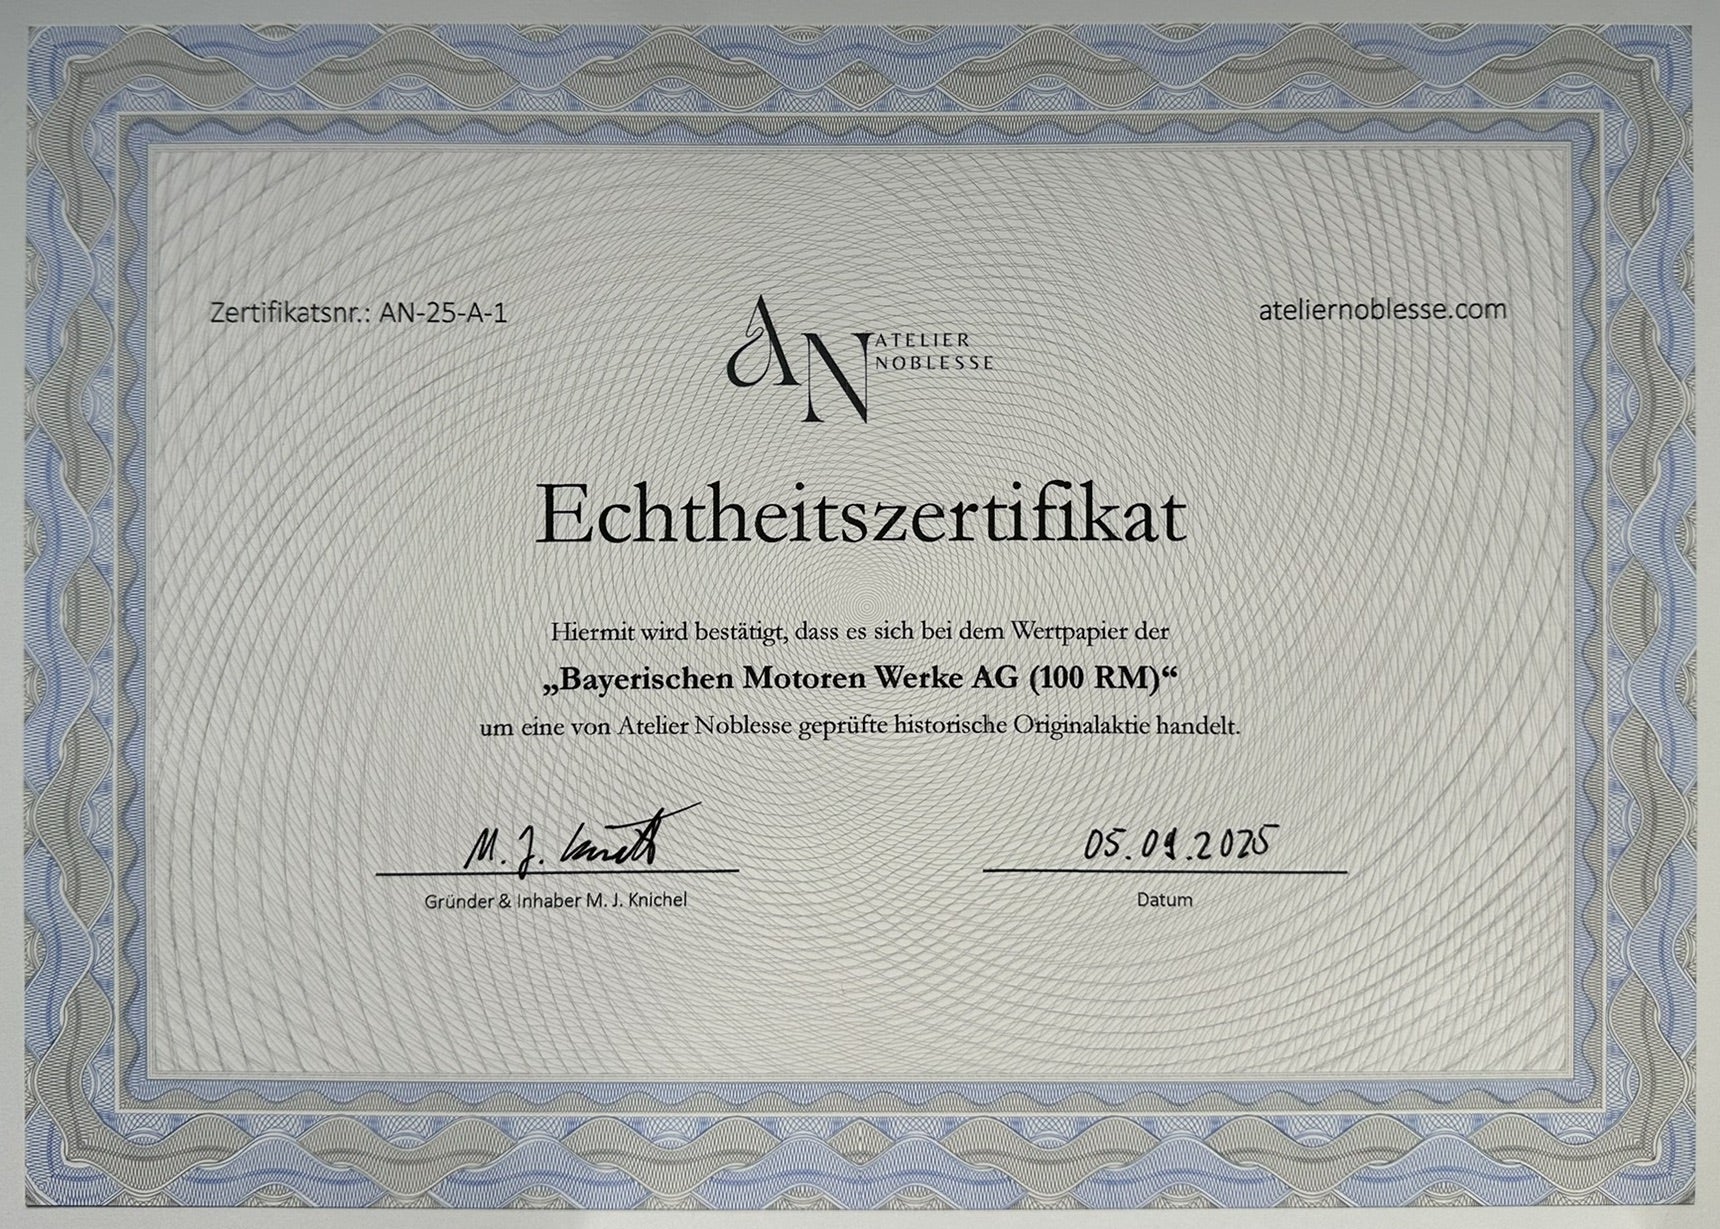 Zertifikatsnr.: AN-25-A-1
ateliernoblesse.com
AN ATELIER
NOBLESSE
Echtheitszertifikat
Hiermit wird bestätigt, dass es sich bei dem Wertpapier der
„Bayerischen Motoren Werke AG (100 RM)“
um eine von Atelier Noblesse geprüfte historische Originalaktie handelt.
M. J.
05.09.2025
Gründer & Inhaber M. J. Knichel
Datum